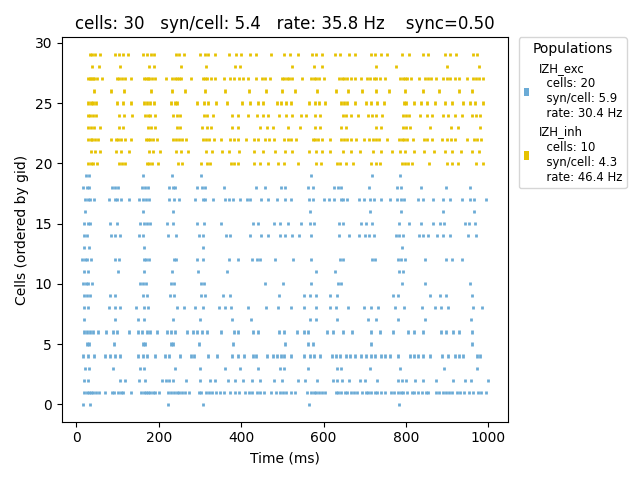 cells: 30   syn/cell: 5.4   rate: 35.8 Hz    sync=0.50
Populations
IZH_exc
cells: 20
syn/cell: 5.9
rate: 30.4 Hz
IZH_inh
cells: 10
syn/cell: 4.3
rate: 46.4 Hz
Cells (ordered by gid)
30
25
20
15
10
5
0
0 200 400 600 800 1000
Time (ms)